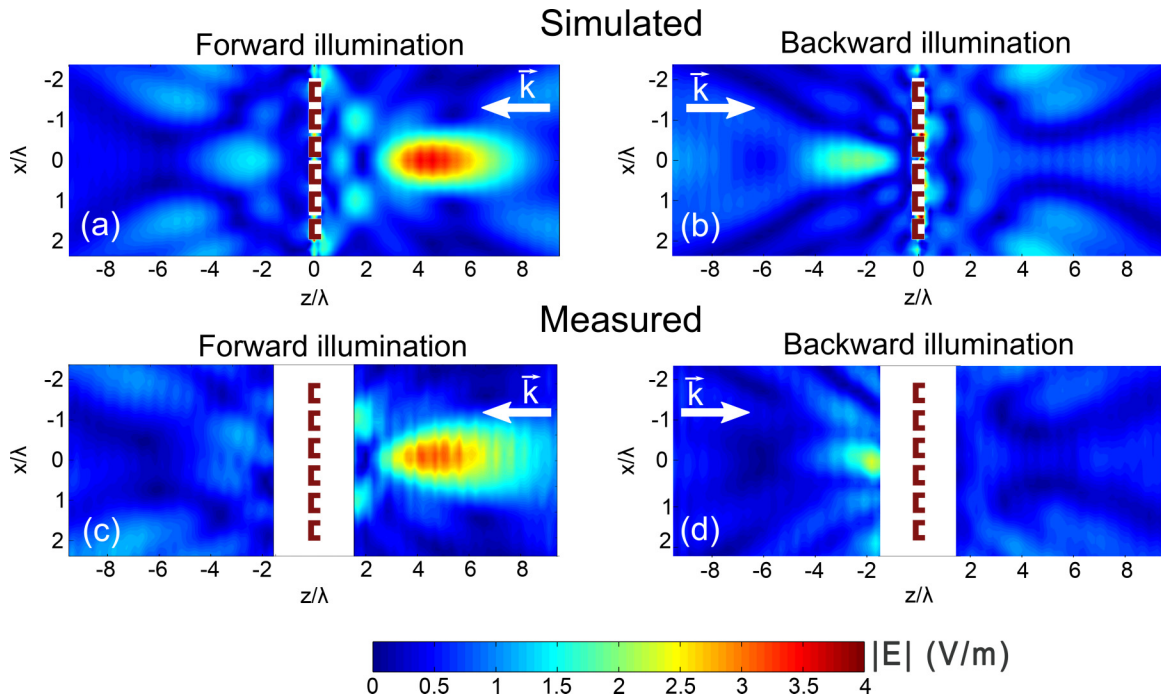 Simulated
Forward illumination
Backward illumination
-2
-1
0
1
2
x/λ
k
(a)
-8 -6 -4 -2 0 2 4 6 8
z/λ
-2
-1
0
1
2
x/λ
k
(b)
-8 -6 -4 -2 0 2 4 6 8
z/λ
Measured
Forward illumination
Backward illumination
-2
-1
0
1
2
x/λ
k
(c)
-8 -6 -4 -2 0 2 4 6 8
z/λ
-2
-1
0
1
2
x/λ
k
(d)
-8 -6 -4 -2 0 2 4 6 8
z/λ
|E| (V/m)
0 0.5 1 1.5 2 2.5 3 3.5 4